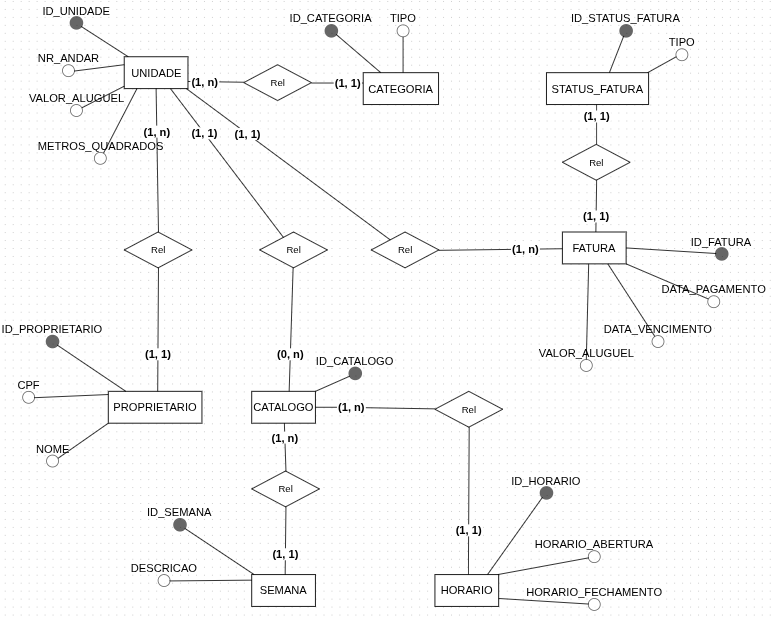 ID_UNIDADE
ID_CATEGORIA
TIPO
ID_STATUS_FATURA
TIPO
NR_ANDAR
UNIDADE
(1, n)
Rel
(1, 1)
CATEGORIA
STATUS_FATURA
VALOR_ALUGUEL
(1, 1)
METROS_QUADRADOS
(1, n)
(1, 1)
(1, 1)
Rel
(1, 1)
Rel
Rel
Rel
(1, n)
FATURA
ID_FATURA
DATA_PAGAMENTO
DATA_VENCIMENTO
VALOR_ALUGUEL
ID_PROPRIETARIO
(1, 1)
(0, n)
ID_CATALOGO
CPF
PROPRIETARIO
CATALOGO
(1, n)
Rel
NOME
(1, n)
Rel
ID_HORARIO
ID_SEMANA
(1, 1)
HORARIO_ABERTURA
(1, 1)
DESCRICAO
SEMANA
HORARIO
HORARIO_FECHAMENTO